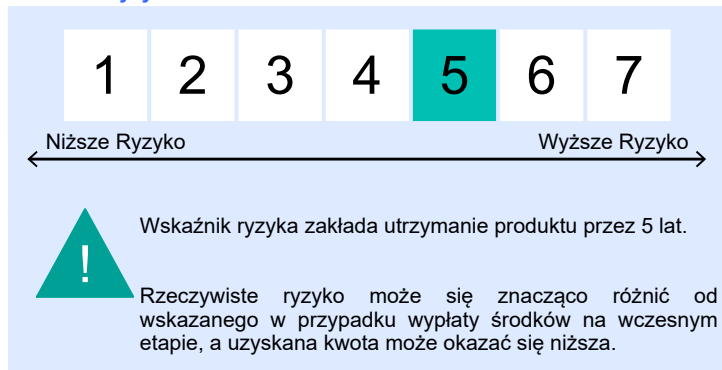 1 2 3 4 5 6 7
Niższe Ryzyko Wyższe Ryzyko
Wskaźnik ryzyka zakłada utrzymanie produktu przez 5 lat.
!
Rzeczywiste ryzyko może się znacząco różnić od
wskazanego w przypadku wypłaty środków na wczesnym
etapie, a uzyskana kwota może okazać się niższa.